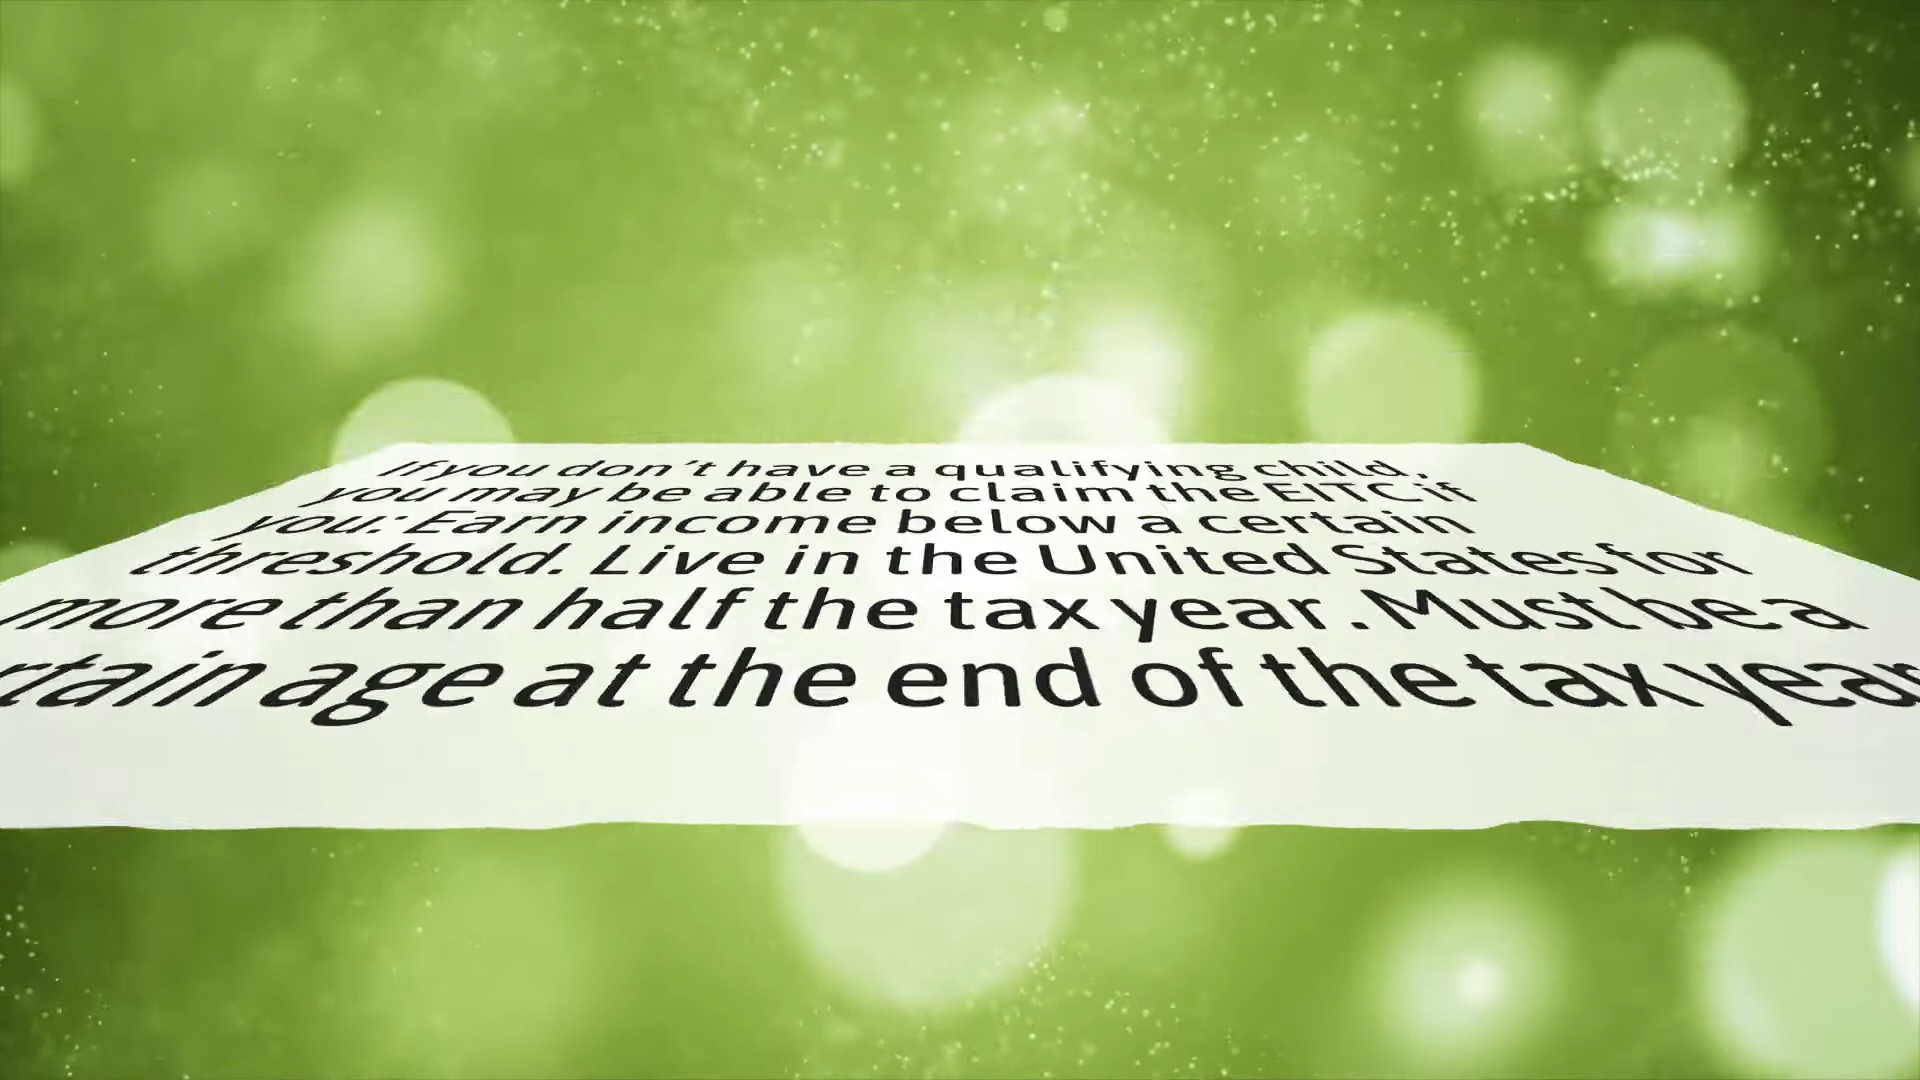 If you don't have a qualifying child,
you may be able to claim the EITC if
you: Earn income below a certain
threshold. Live in the United States for
more than half the tax year. Must be a
rtain age at the end of the tax year